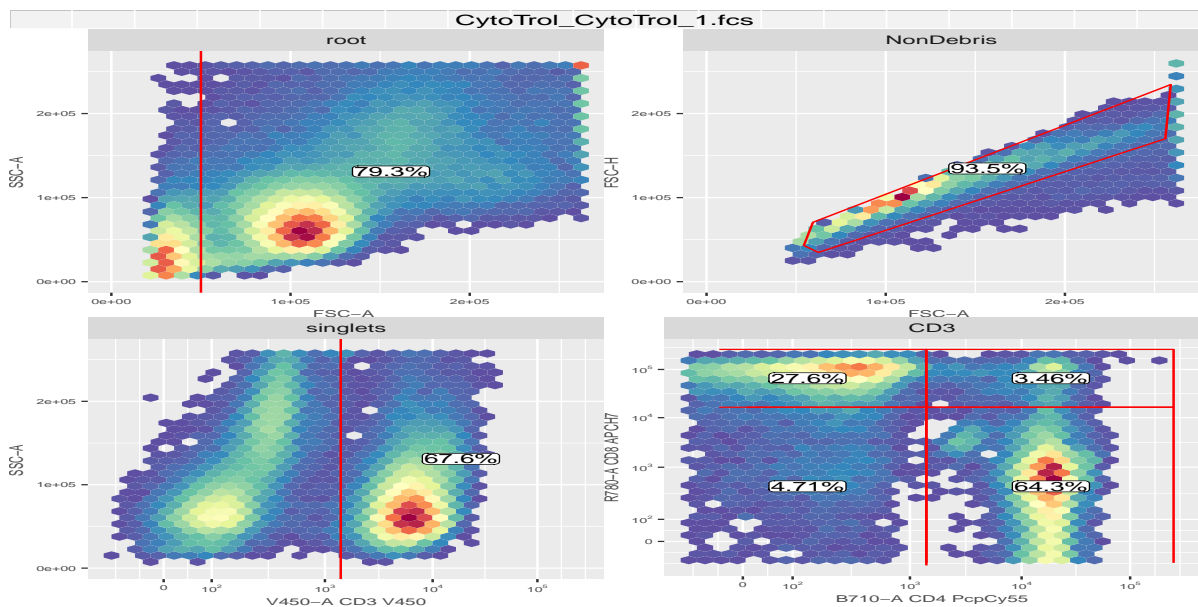 CytoTrol_CytoTrol_1.fcs
root
NonDebris
SSC-A
2e+05
1e+05
0e+00
79.3%
0e+00 1e+05 2e+05
FSC-A
FSC-H
2e+05
1e+05
0e+00
93.5%
0e+00 1e+05 2e+05
FSC-A
singlets
CD3
SSC-A
2e+05
1e+05
0e+00
67.6%
0 10² 10³ 10⁴ 10⁵
V450-A CD3 V450
R780-A CD8 APCH7
10⁵
10⁴
10³
10²
0
27.6% 3.46%
4.71% 64.3%
0 10² 10³ 10⁴ 10⁵
B710-A CD4 PcpCy55